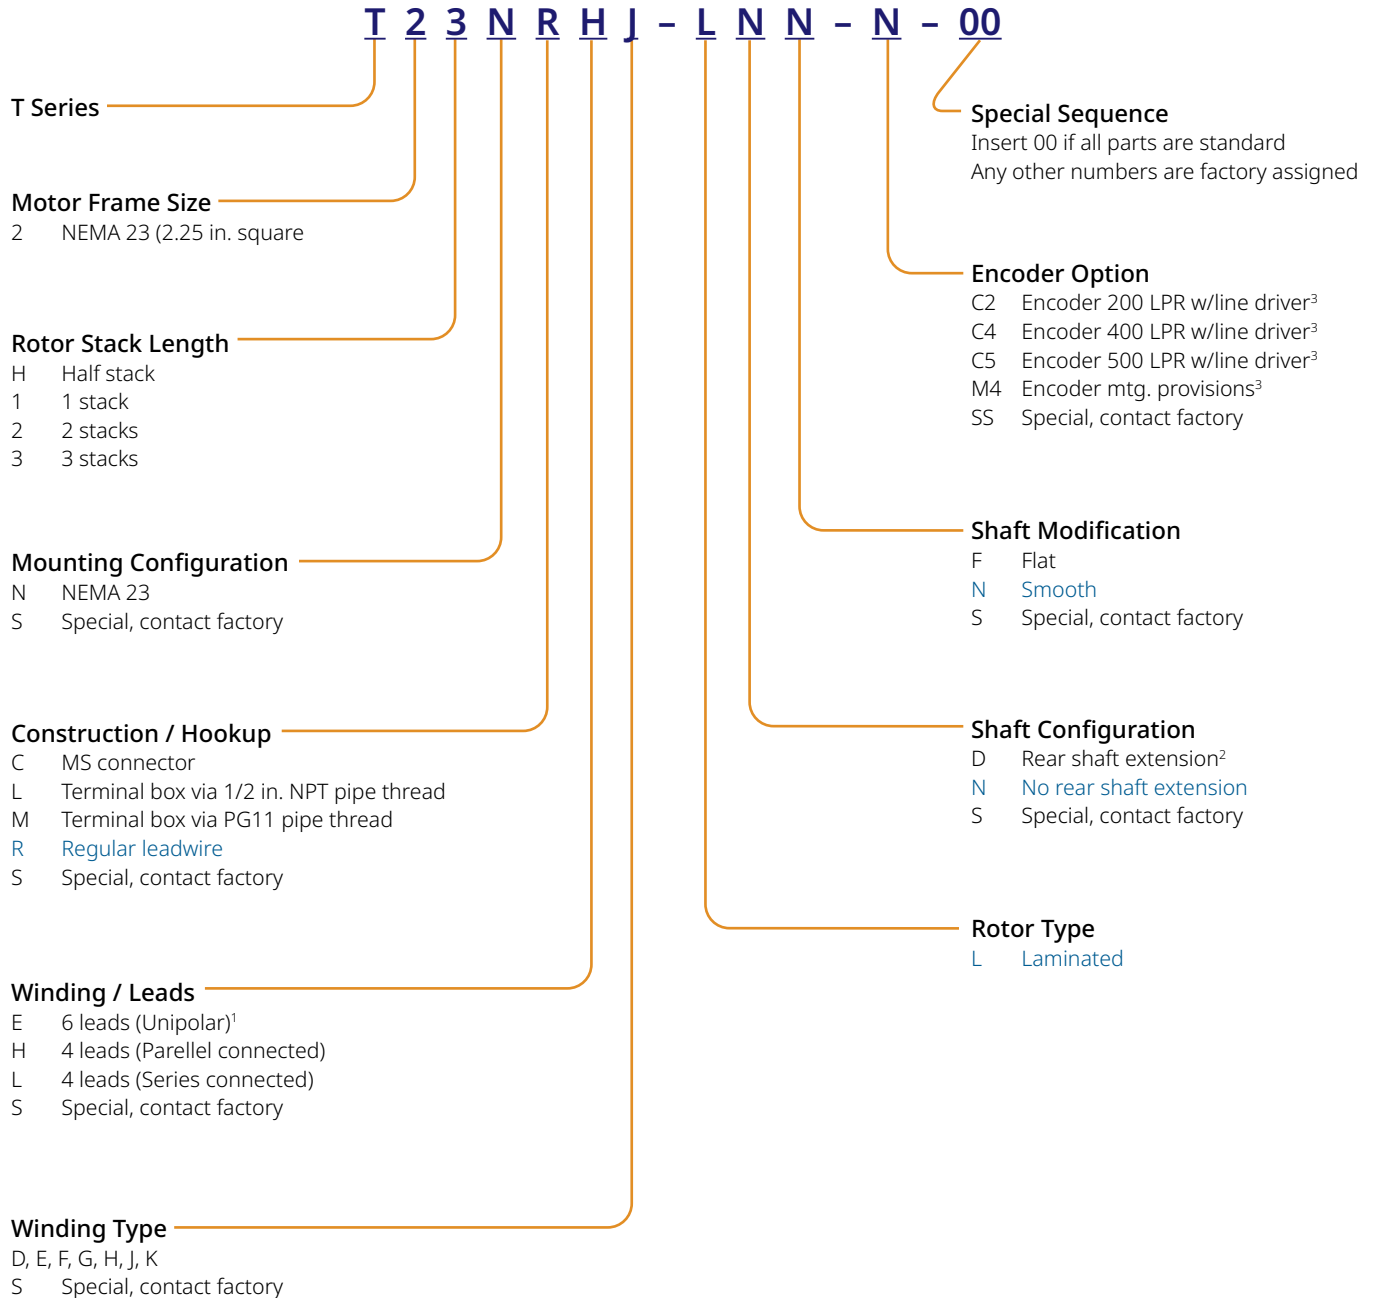 T 2 3 N R H J – L N N – N – 00
T Series
Motor Frame Size
2 NEMA 23 (2.25 in. square
Rotor Stack Length
H Half stack
1 1 stack
2 2 stacks
3 3 stacks
Mounting Configuration
N NEMA 23
S Special, contact factory
Construction / Hookup
C MS connector
L Terminal box via 1/2 in. NPT pipe thread
M Terminal box via PG11 pipe thread
R Regular leadwire
S Special, contact factory
Winding / Leads
E 6 leads (Unipolar)¹
H 4 leads (Parellel connected)
L 4 leads (Series connected)
S Special, contact factory
Winding Type
D, E, F, G, H, J, K
S Special, contact factory
Special Sequence
Insert 00 if all parts are standard
Any other numbers are factory assigned
Encoder Option
C2 Encoder 200 LPR w/line driver³
C4 Encoder 400 LPR w/line driver³
C5 Encoder 500 LPR w/line driver³
M4 Encoder mtg. provisions³
SS Special, contact factory
Shaft Modification
F Flat
N Smooth
S Special, contact factory
Shaft Configuration
D Rear shaft extension²
N No rear shaft extension
S Special, contact factory
Rotor Type
L Laminated